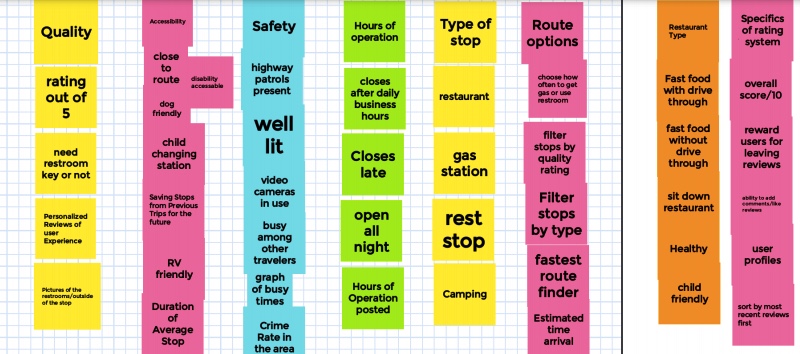 Quality
rating
out of
5
need
restroom
key or not
Personalized
Reviews of
user
Experience
Pictures of the
restrooms/outside
of the stop
Accessibility
close
to
route
disability
accessable
dog
friendly
child
changing
station
Saving Stops
from Previous
Trips for the
future
RV
friendly
Duration
of
Average
Stop
Safety
highway
patrols
present
well
lit
video
cameras
in use
busy
among
other
travelers
graph
of busy
times
Crime
Rate in
the area
Hours of
operation
closes
after daily
business
hours
Closes
late
open
all
night
Hours of
Operation
posted
Type of
stop
restaurant
gas
station
rest
stop
Camping
Route
options
choose how
often to get
gas or use
restroom
filter
stops by
quality
rating
Filter
stops
by type
fastest
route
finder
Estimated
time
arrival
Restaurant
Type
Fast food
with drive
through
fast food
without
drive
through
sit down
restaurant
Healthy
child
friendly
Specifics
of rating
system
overall
score/10
reward
users for
leaving
reviews
ability to add
comments/like
reviews
user
profiles
sort by most
recent reviews
first